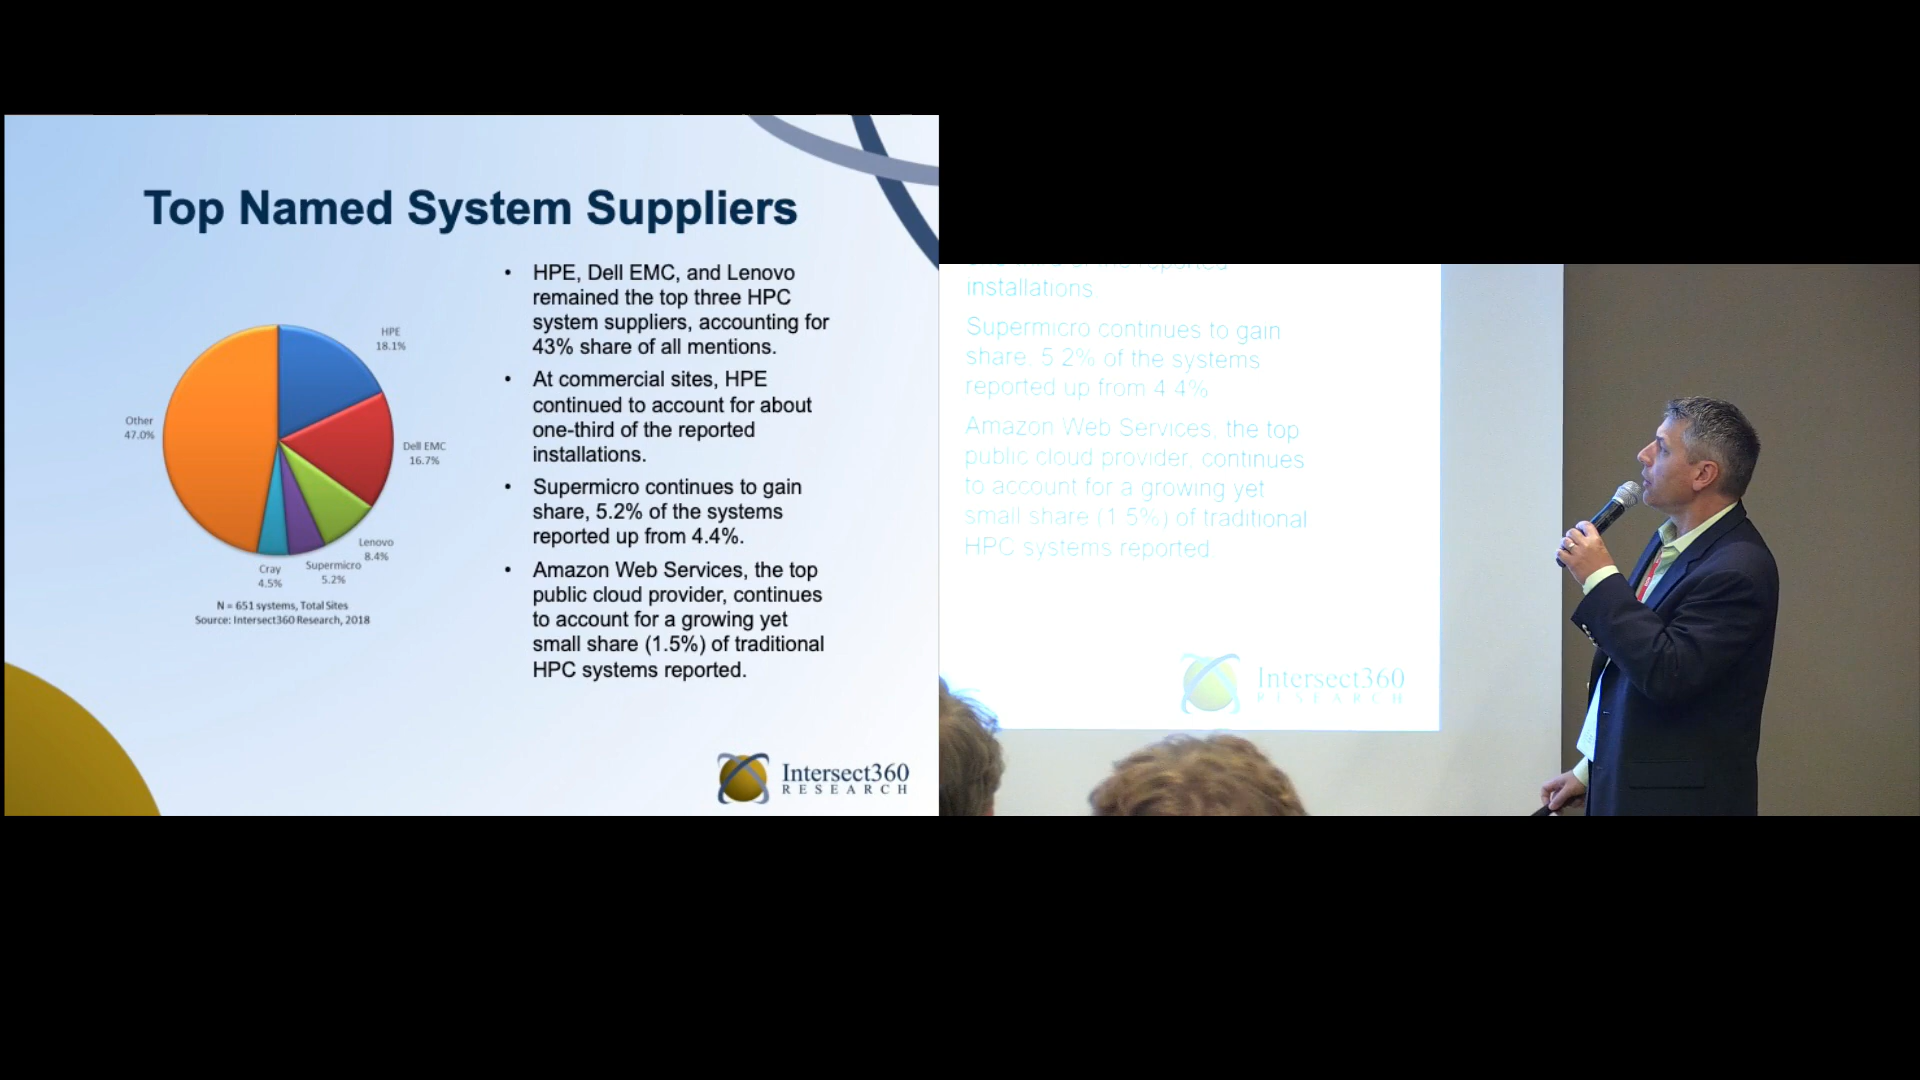 Top Named System Suppliers
HPE
18.1%
Other
47.0%
Dell EMC
16.7%
Lenovo
8.4%
Supermicro
5.2%
Cray
4.5%
N = 651 systems, Total Sites
Source: Intersect360 Research, 2018
• HPE, Dell EMC, and Lenovo
remained the top three HPC
system suppliers, accounting for
43% share of all mentions.
• At commercial sites, HPE
continued to account for about
one-third of the reported
installations.
• Supermicro continues to gain
share, 5.2% of the systems
reported up from 4.4%.
• Amazon Web Services, the top
public cloud provider, continues
to account for a growing yet
small share (1.5%) of traditional
HPC systems reported.
Intersect360
RESEARCH
one-third of the reported
installations.
Supermicro continues to gain
share, 5.2% of the systems
reported up from 4.4%.
Amazon Web Services, the top
public cloud provider, continues
to account for a growing yet
small share (1.5%) of traditional
HPC systems reported.
Intersect360
RESEARCH